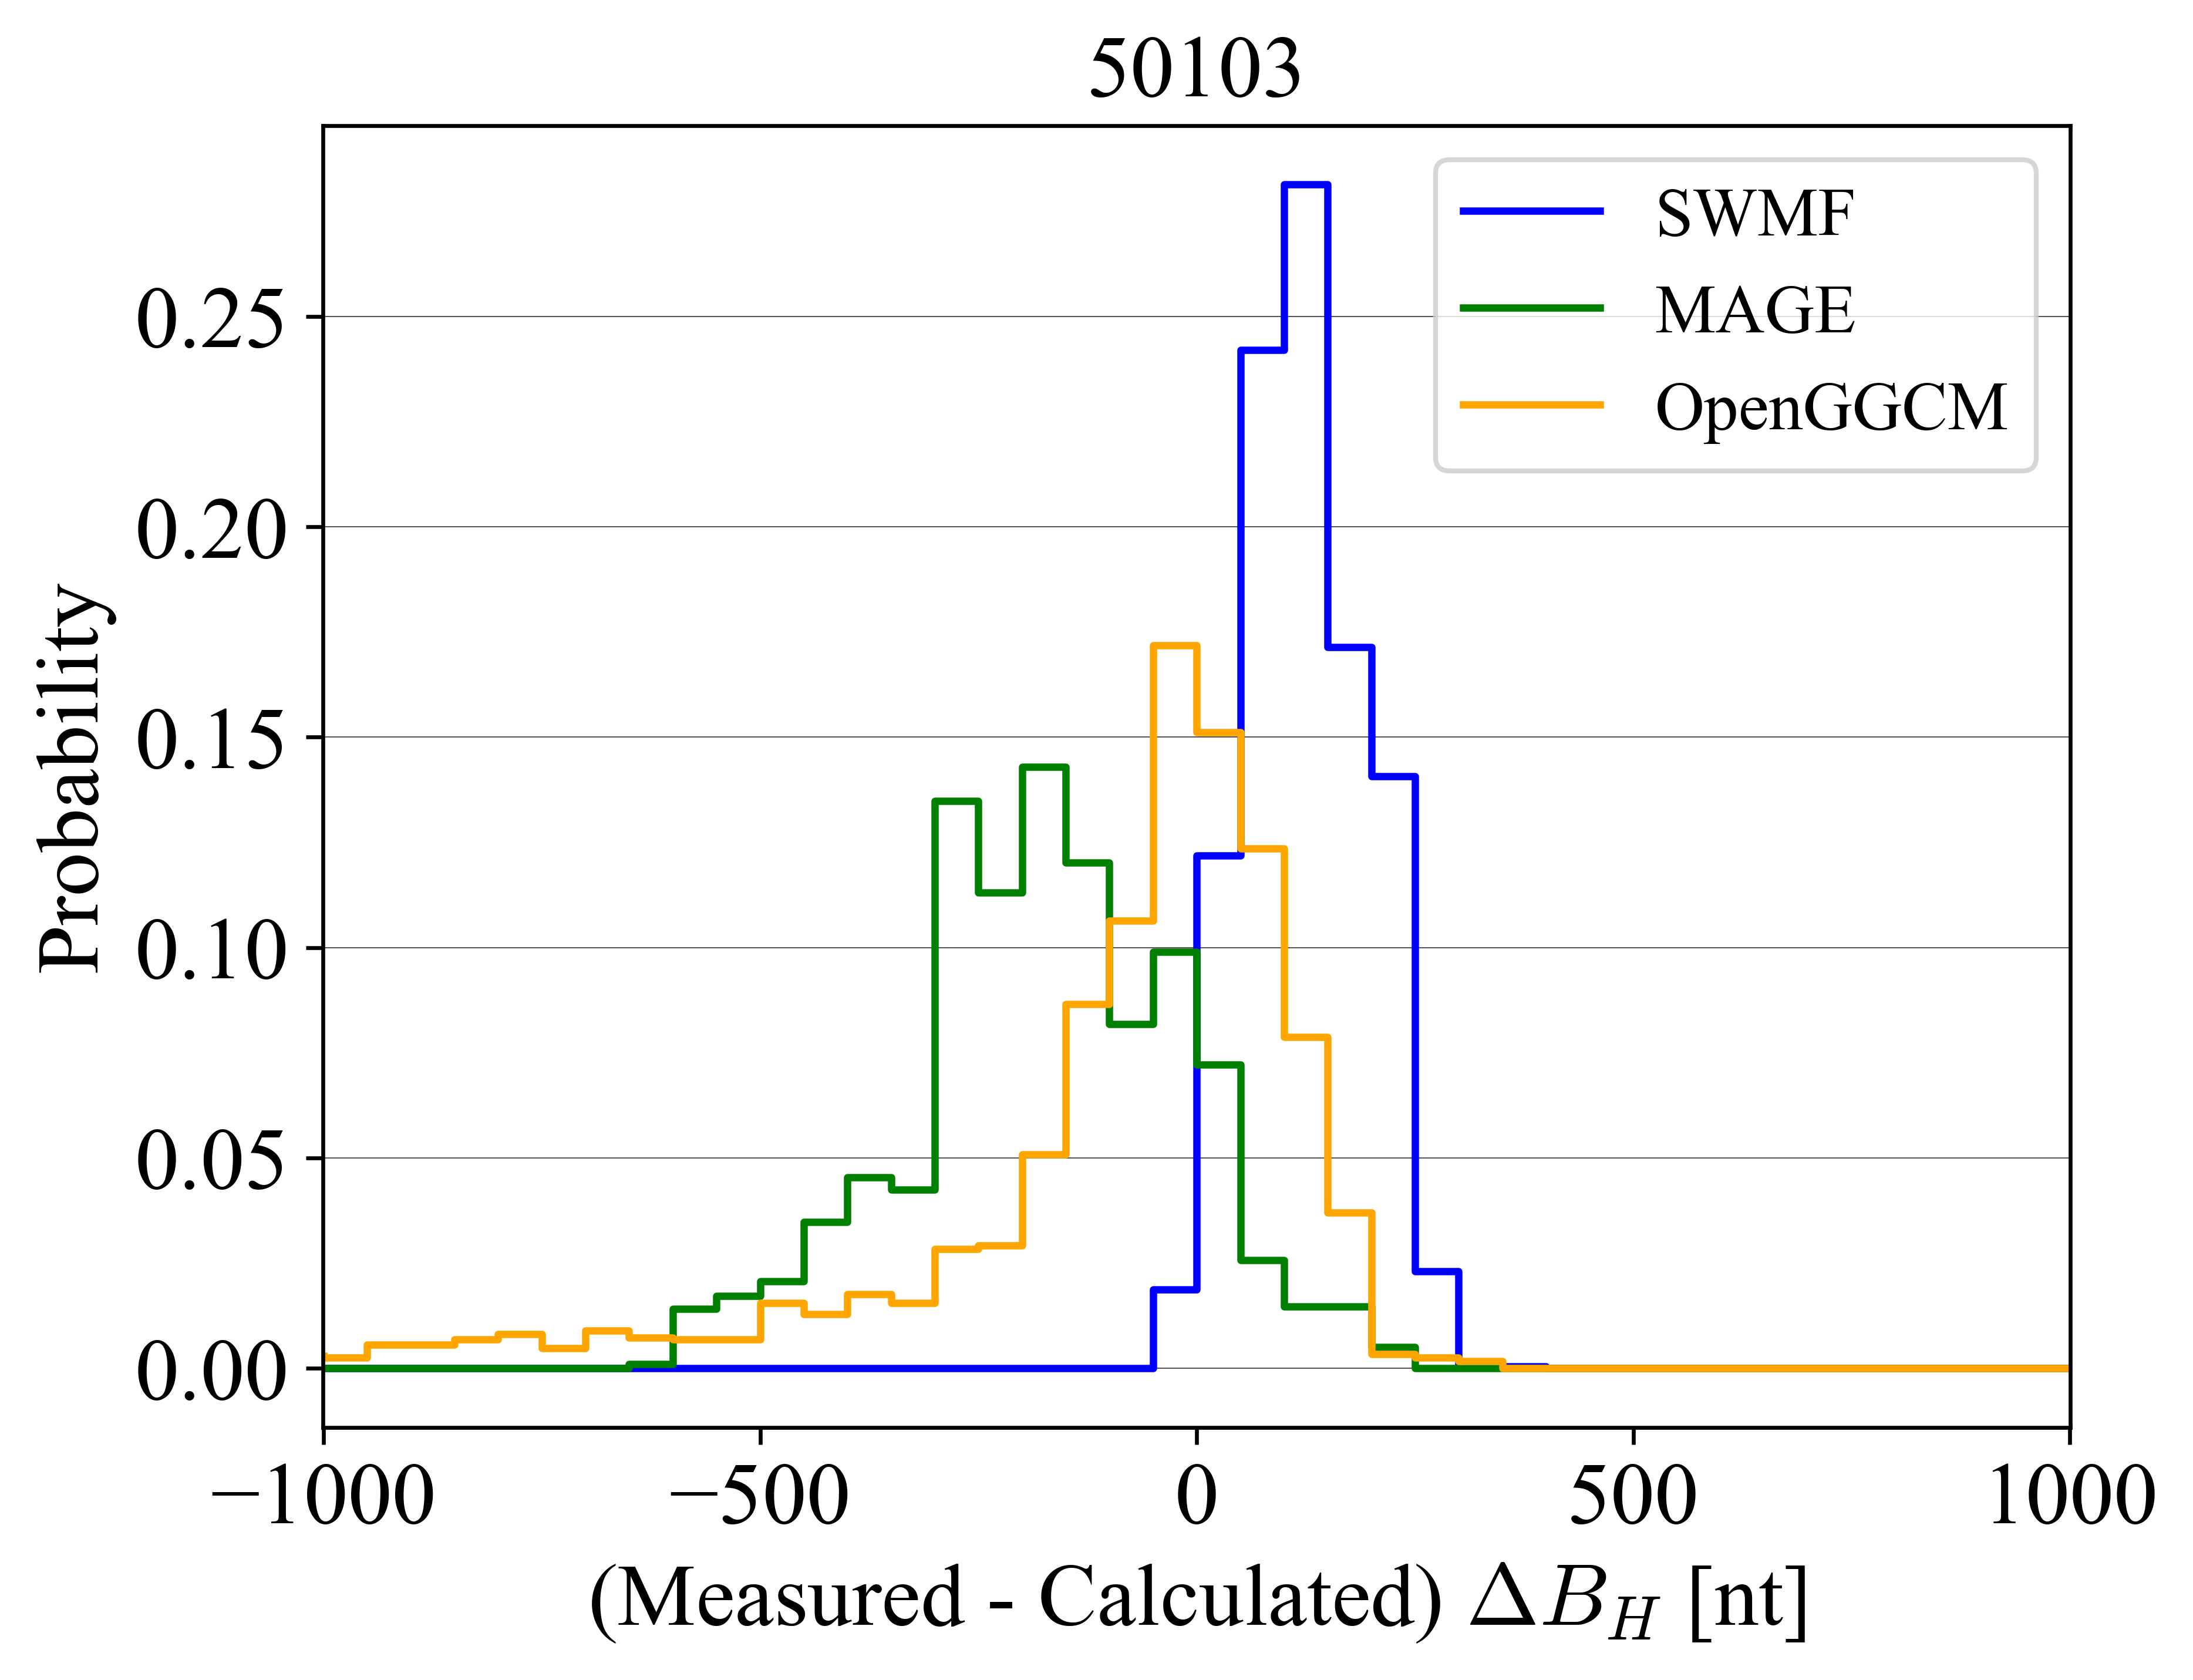 50103
SWMF
MAGE
OpenGGCM
Probability
0.25
0.20
0.15
0.10
0.05
0.00
−1000 −500 0 500 1000
(Measured - Calculated) Δ𝐵_𝐻 [nt]